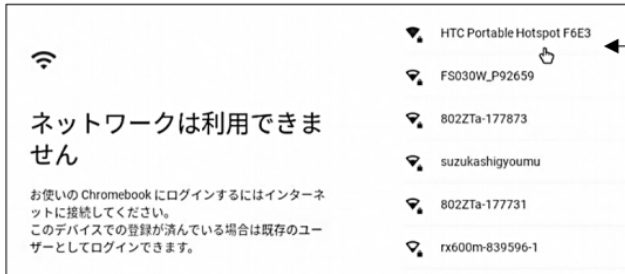 ネットワークは利用できま
せん
お使いの Chromebook にログインするにはインターネ
ットに接続してください。
このデバイスでの登録が済んでいる場合は既存のユー
ザーとしてログインできます。
HTC Portable Hotspot F6E3
FS030W_P92659
802ZTa-177873
suzukashigyoumu
802ZTa-177731
rx600m-839596-1